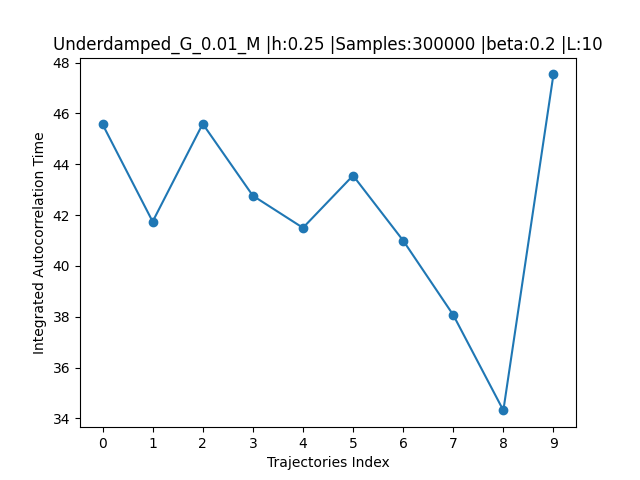 Underdamped_G_0.01_M |h:0.25 |Samples:300000 |beta:0.2 |L:10
48
46
44
42
40
38
36
34
Integrated Autocorrelation Time
0 1 2 3 4 5 6 7 8 9
Trajectories Index